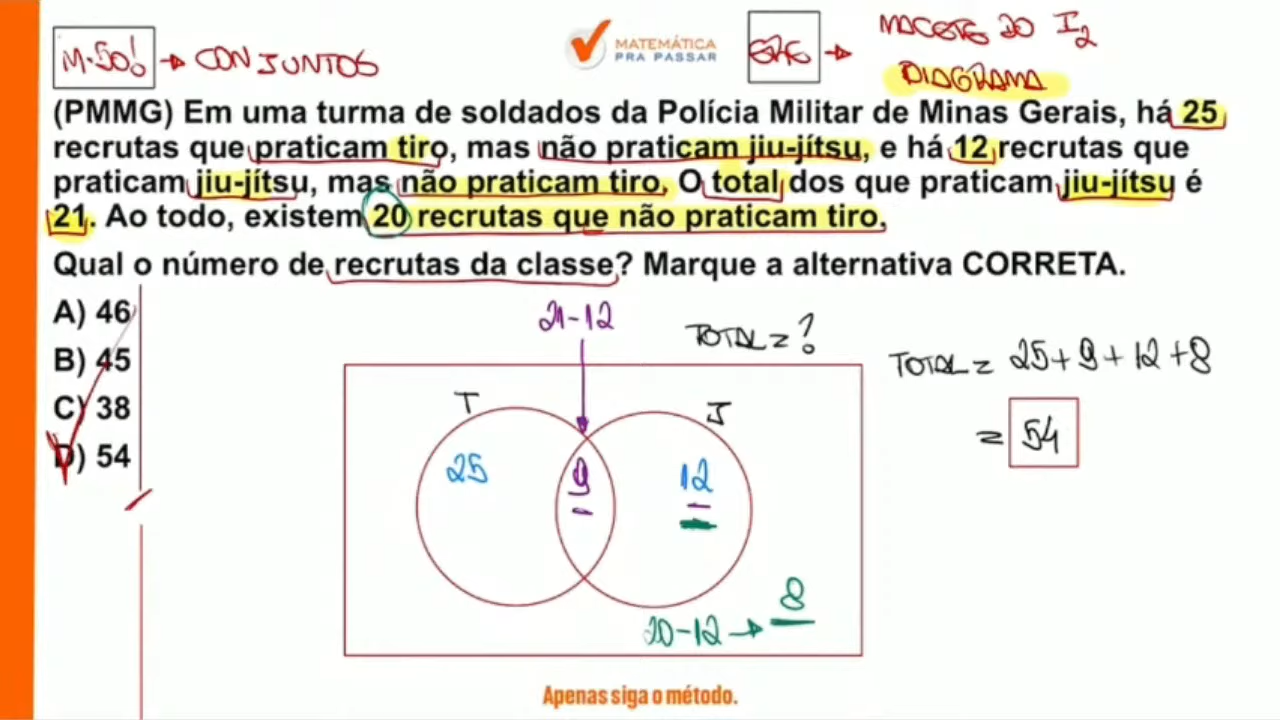 M.50! → CONJUNTOS
MATEMÁTICA
PRA PASSAR
MACETE DO I2
DIAGRAMA
(PMMG) Em uma turma de soldados da Polícia Militar de Minas Gerais, há 25
recrutas que praticam tiro, mas não praticam jiu-jítsu, e há 12 recrutas que
praticam jiu-jítsu, mas não praticam tiro. O total dos que praticam jiu-jítsu é
21. Ao todo, existem 20 recrutas que não praticam tiro.
Qual o número de recrutas da classe? Marque a alternativa CORRETA.
A) 46
B) 45
C) 38
D) 54
21-12
TOTAL = ?
TOTAL = 25+9+12+8
= 54
T
J
25
9
12
20-12 → 8
Apenas siga o método.